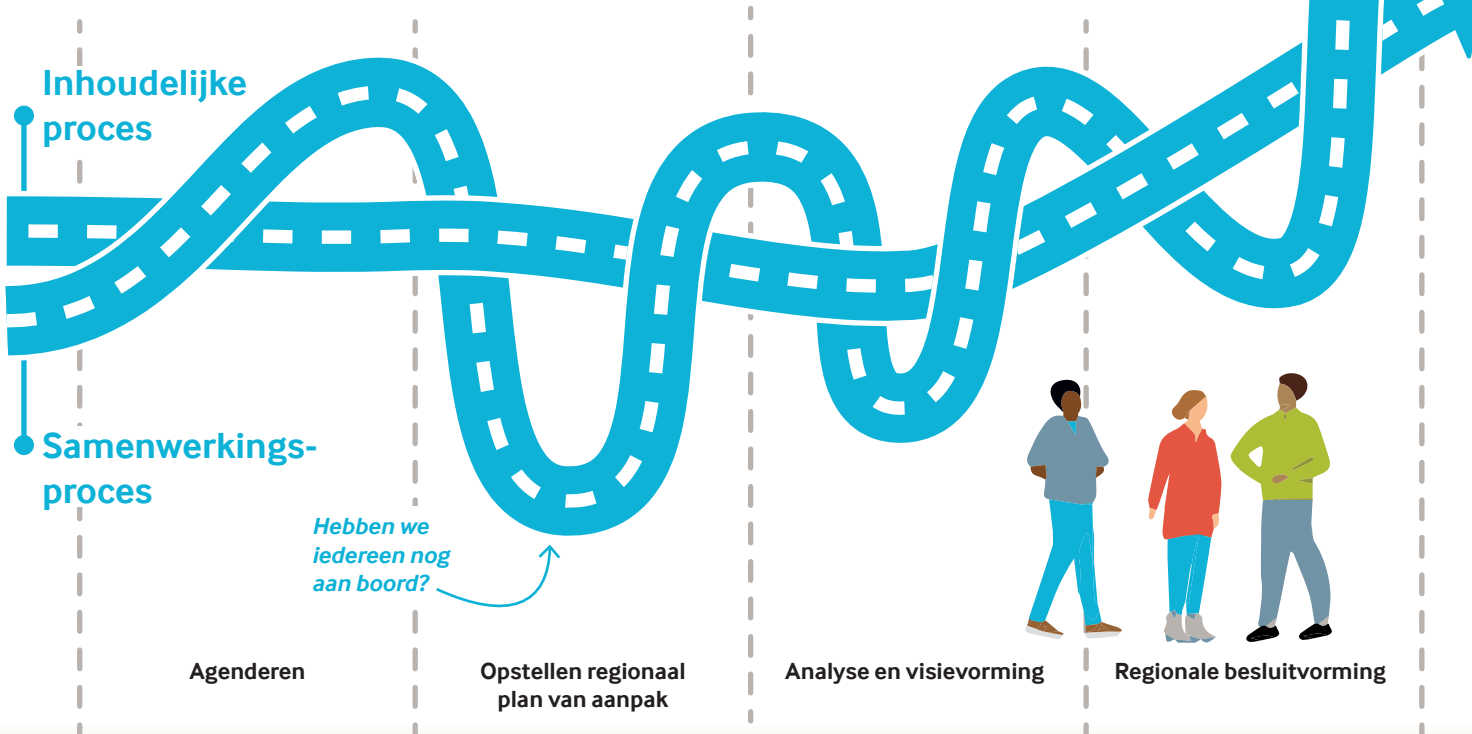 Inhoudelijke
proces
Samenwerkings-
proces
Hebben we
iedereen nog
aan boord?
Agenderen
Opstellen regionaal
plan van aanpak
Analyse en visievorming
Regionale besluitvorming